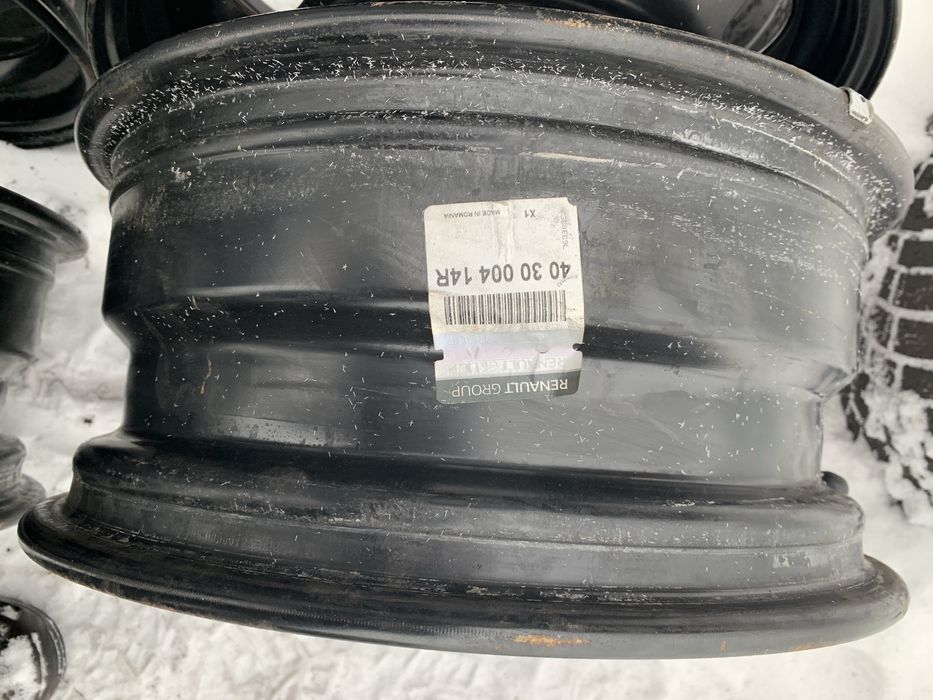 RENAULT GROUP
40 30 004 14R
X1
MADE IN ROMANIA